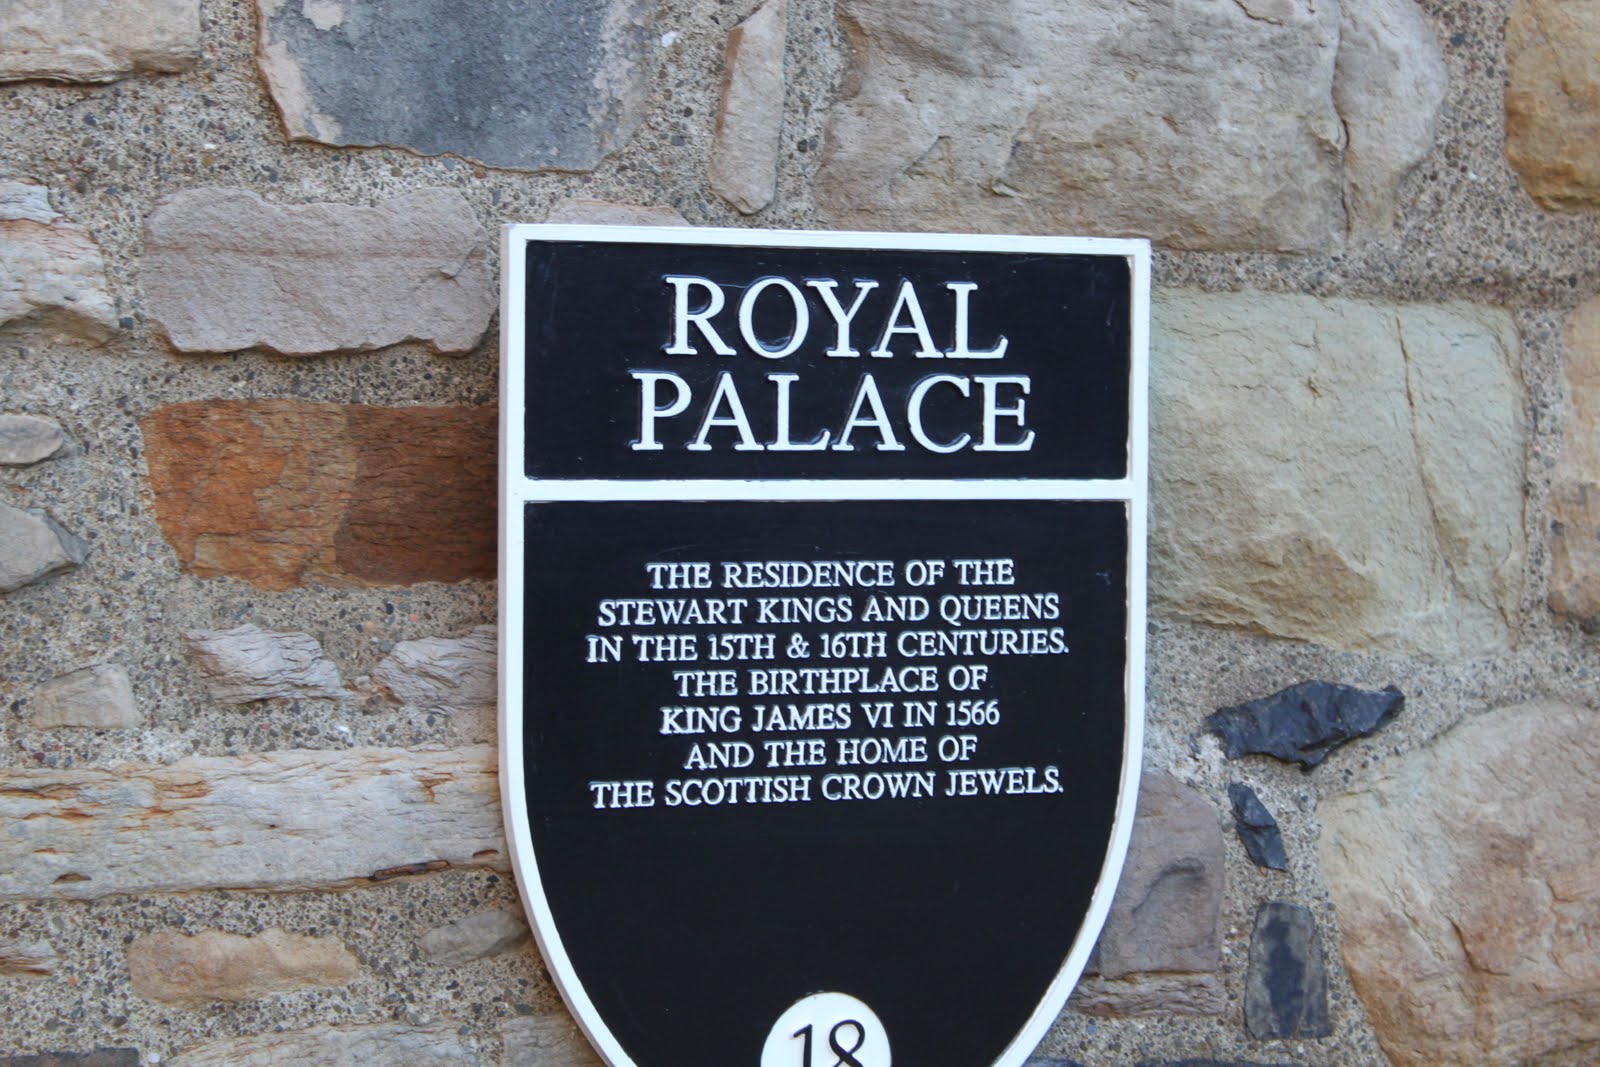 ROYAL
PALACE
THE RESIDENCE OF THE
STEWART KINGS AND QUEENS
IN THE 15TH & 16TH CENTURIES.
THE BIRTHPLACE OF
KING JAMES VI IN 1566
AND THE HOME OF
THE SCOTTISH CROWN JEWELS.
18